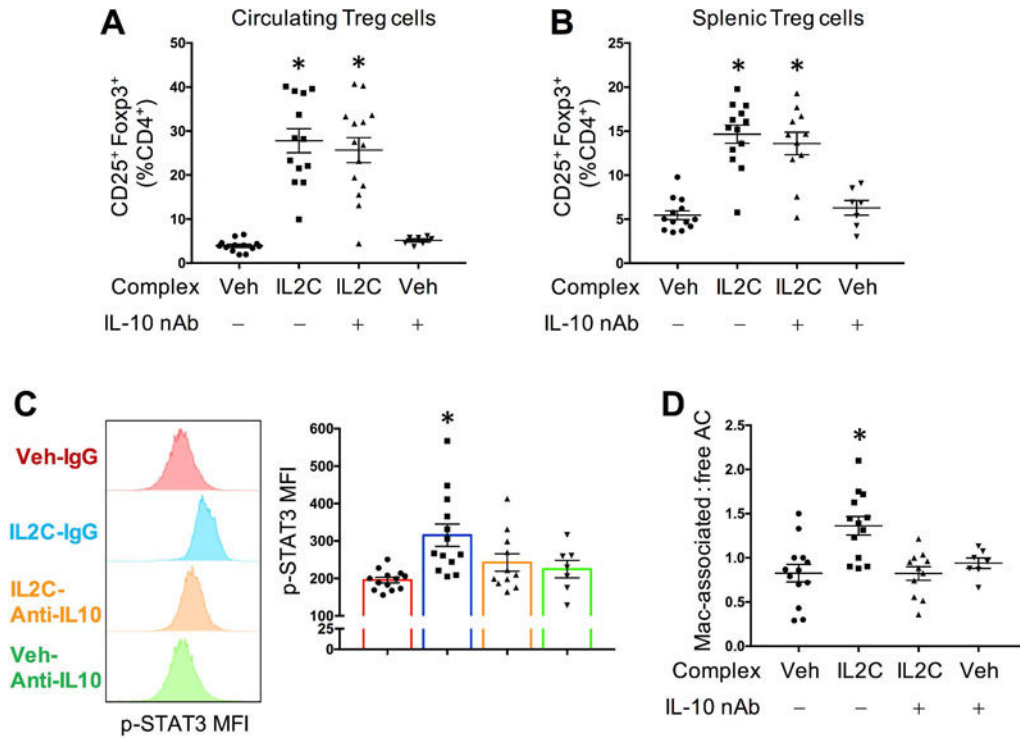 A
Circulating Treg cells
CD25⁺ Foxp3⁺
(%CD4⁺)
50
40
30
20
10
0
* *
Complex Veh IL2C IL2C Veh
IL-10 nAb − − + +
B
Splenic Treg cells
CD25⁺ Foxp3⁺
(%CD4⁺)
25
20
15
10
5
0
* *
Complex Veh IL2C IL2C Veh
IL-10 nAb − − + +
C
Veh-IgG
IL2C-IgG
IL2C-
Anti-IL10
Veh-
Anti-IL10
p-STAT3 MFI
p-STAT3 MFI
600
500
400
300
200
100
25
0
*
D
Mac-associated : free AC
2.5
2.0
1.5
1.0
0.5
0.0
*
Complex Veh IL2C IL2C Veh
IL-10 nAb − − + +